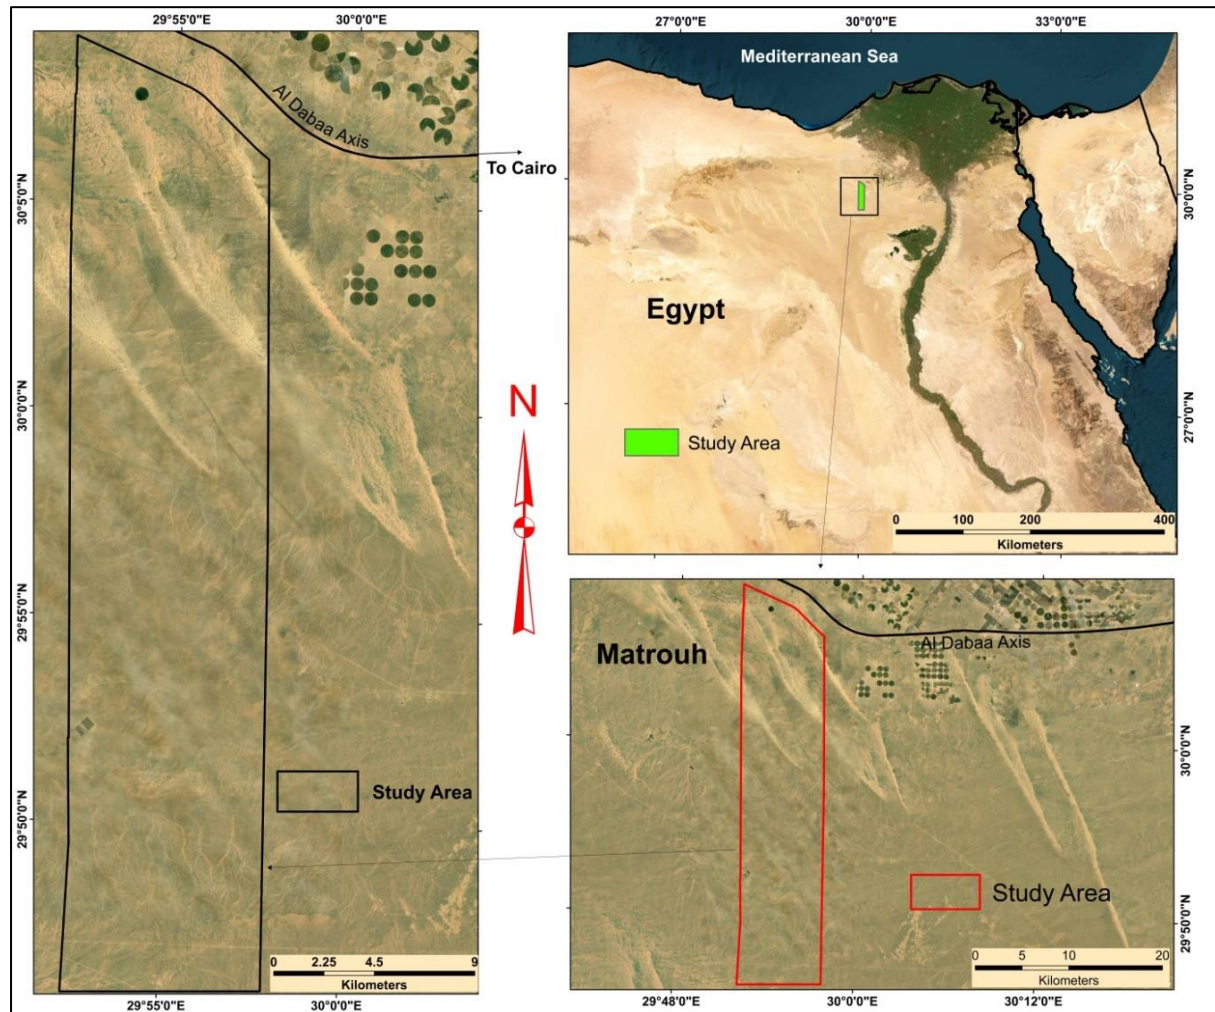 29°55'0"E
30°0'0"E
30°5'0"N
30°0'0"N
29°55'0"N
29°50'0"N
Al Dabaa Axis
To Cairo
Study Area
0 2.25 4.5 9
Kilometers
29°55'0"E
30°0'0"E
N
27°0'0"E
30°0'0"E
33°0'0"E
Mediterranean Sea
Egypt
Study Area
30°0'0"N
27°0'0"N
0 100 200 400
Kilometers
Matrouh
Al Dabaa Axis
Study Area
30°0'0"N
29°50'0"N
0 5 10 20
Kilometers
29°48'0"E
30°0'0"E
30°12'0"E